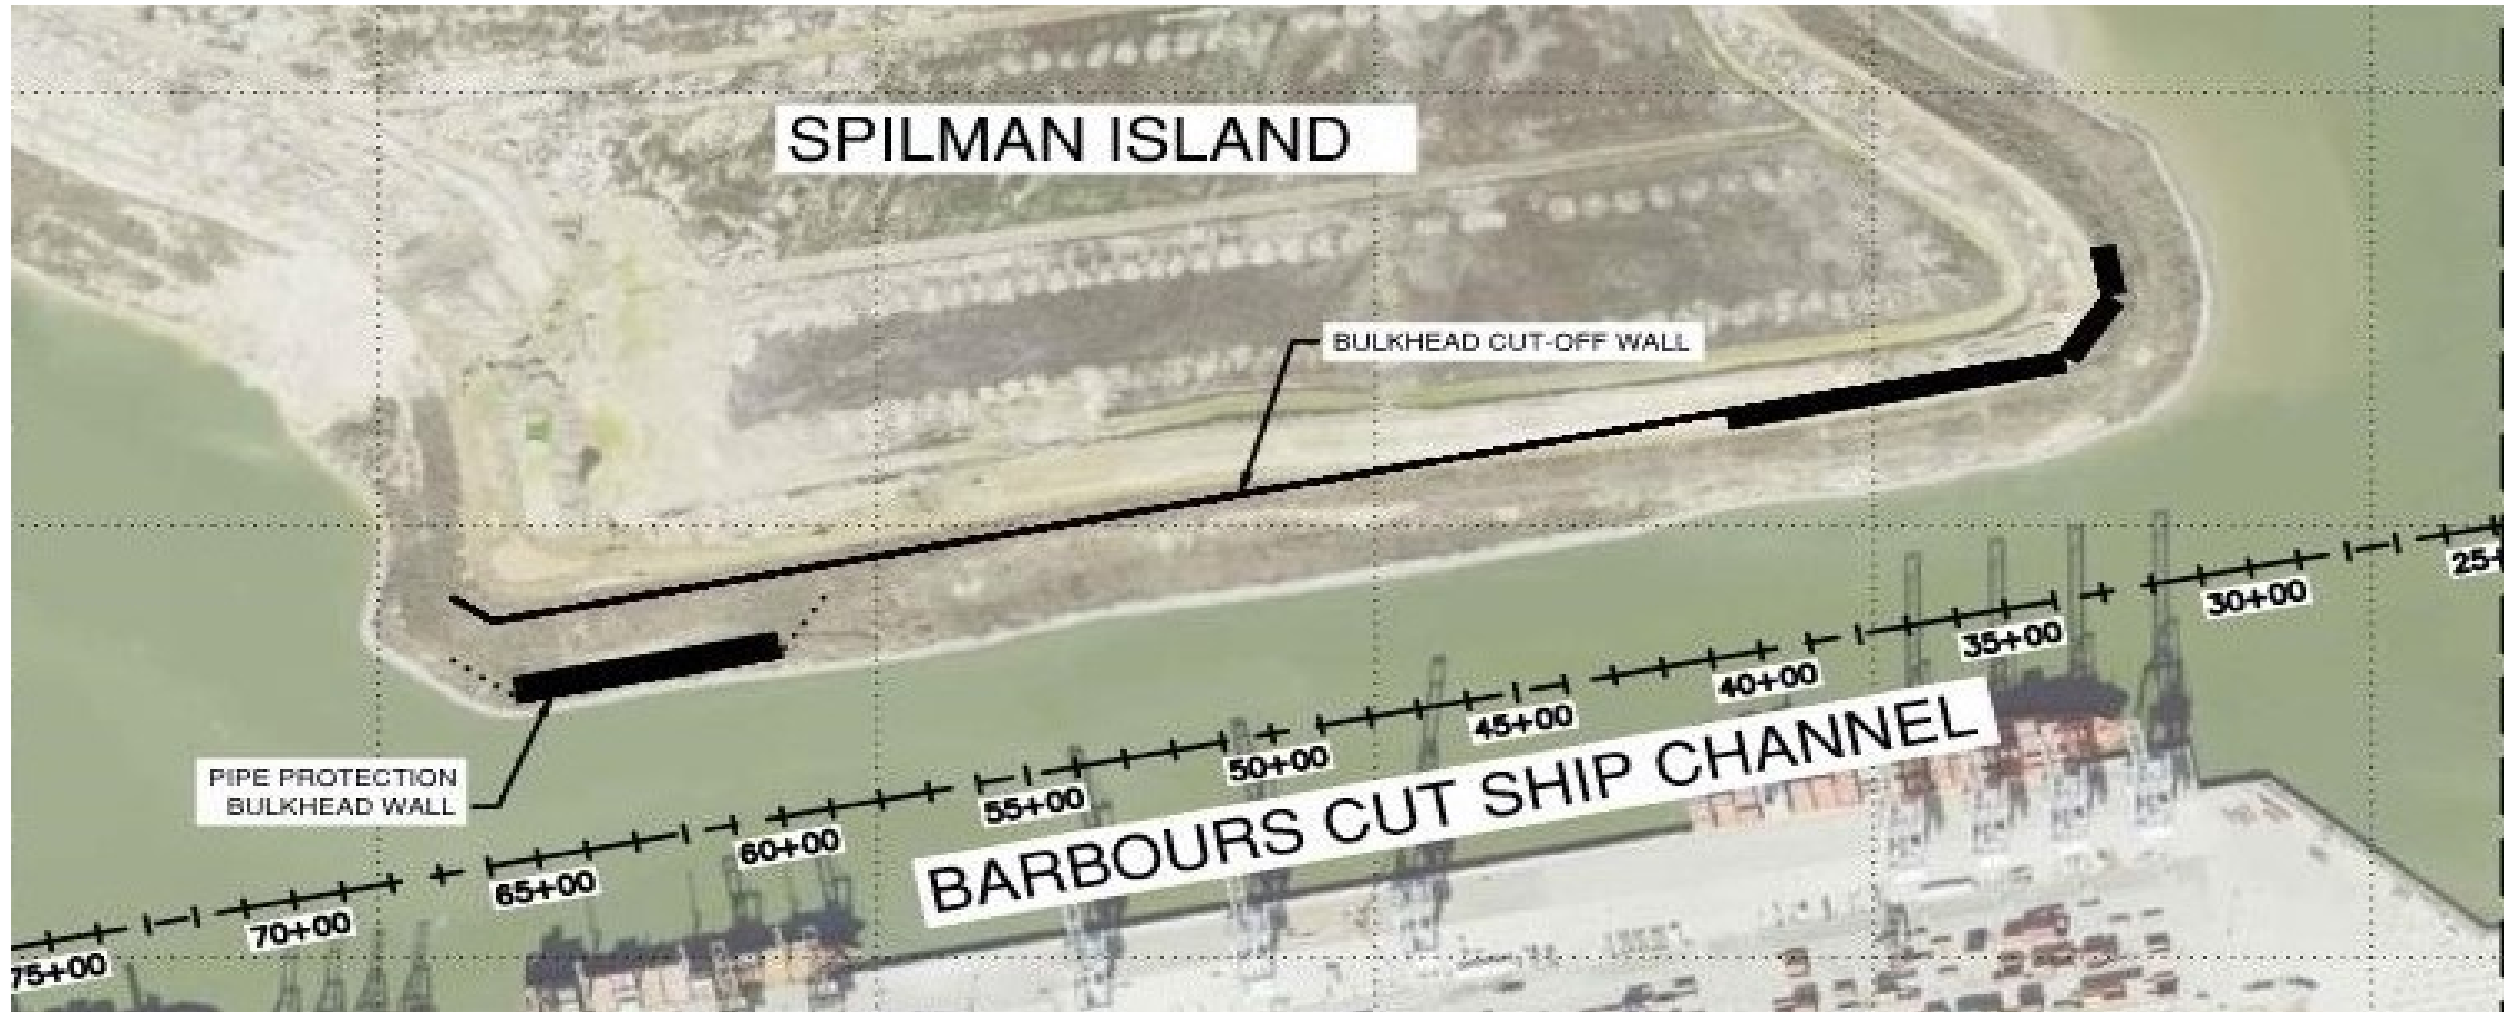 SPILMAN ISLAND
BULKHEAD CUT-OFF WALL
PIPE PROTECTION
BULKHEAD WALL
BARBOURS CUT SHIP CHANNEL
75+00
70+00
65+00
60+00
55+00
50+00
45+00
40+00
35+00
30+00
25+